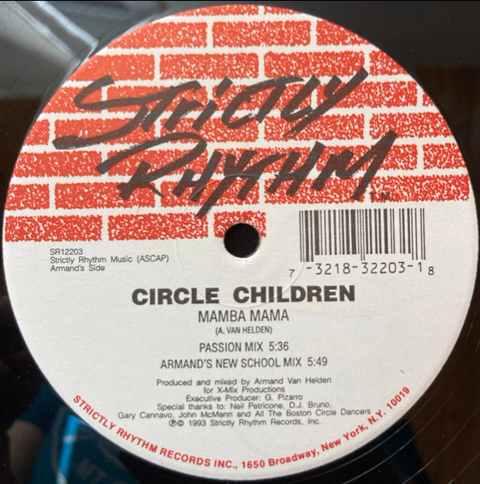 STRICTLY
RHYTHM T.M.
SR12203
Strictly Rhythm Music (ASCAP)
Armand's Side
7 -3218-32203-1 8
CIRCLE CHILDREN
MAMBA MAMA
(A. VAN HELDEN)
PASSION MIX 5:36
ARMAND'S NEW SCHOOL MIX 5:49
Produced and mixed by Armand Van Helden
for X-Mix Productions
Executive Producer: G. Pizarro
Special thanks to: Neil Petricone, D.J. Bruno,
Gary Cannavo, John McMann and All The Boston Circle Dancers
℗© 1993 Strictly Rhythm Records, Inc.
STRICTLY RHYTHM RECORDS INC., 1650 Broadway, New York, N.Y. 10019